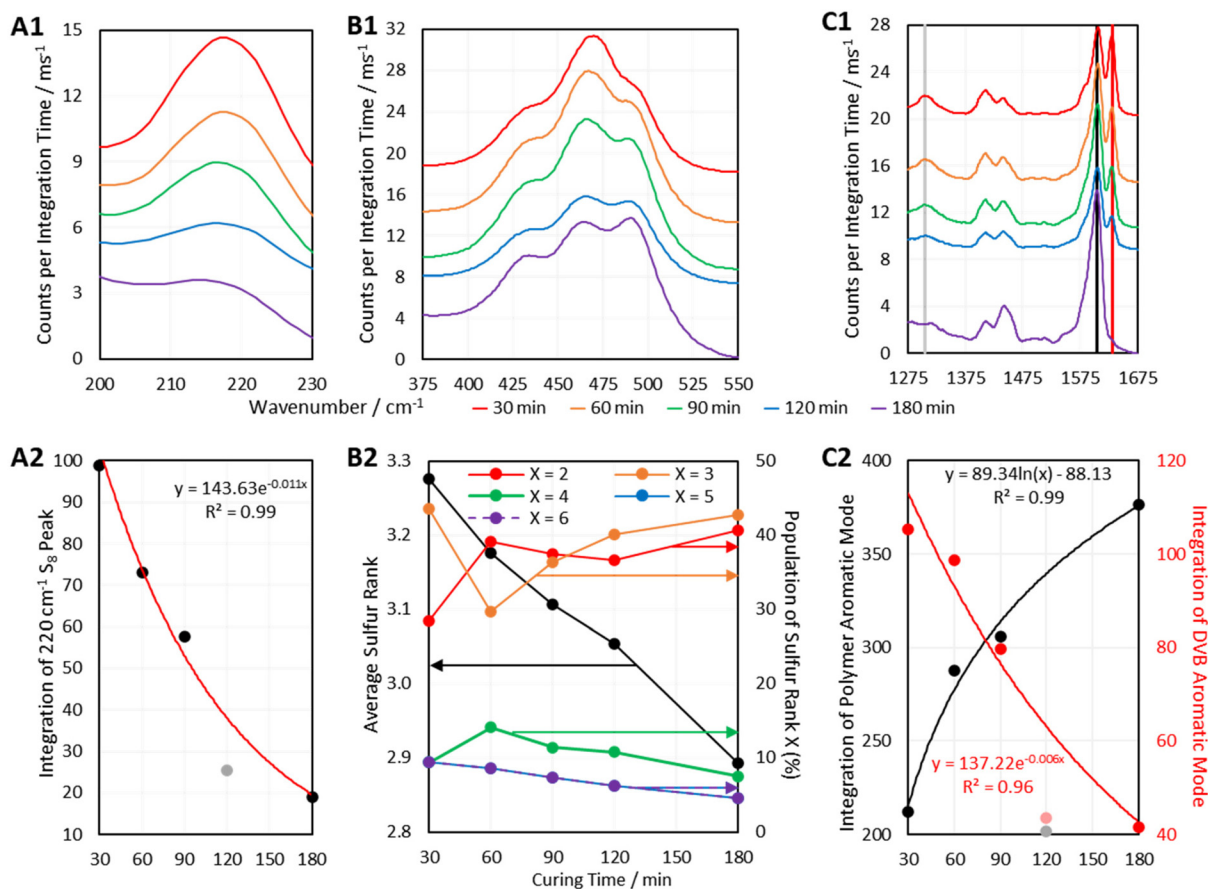 A1
Counts per Integration Time / ms⁻¹
15
12
9
6
3
0
200 210 220 230
B1
Counts per Integration Time / ms⁻¹
32
28
24
20
16
12
8
4
0
375 400 425 450 475 500 525 550
C1
Counts per Integration Time / ms⁻¹
28
24
20
16
12
8
4
0
1275 1375 1475 1575 1675
Wavenumber / cm⁻¹
30 min 60 min 90 min 120 min 180 min
A2
Integration of 220 cm⁻¹ S₈ Peak
100
90
80
70
60
50
40
30
20
10
y = 143.63e⁻⁰·⁰¹¹ˣ
R² = 0.99
30 60 90 120 150 180
B2
Average Sulfur Rank
3.3
3.2
3.1
3.0
2.9
2.8
X = 2 X = 3
X = 4 X = 5
X = 6
50
40
30
20
10
0
Population of Sulfur Rank X (%)
30 60 90 120 150 180
Curing Time / min
C2
Integration of Polymer Aromatic Mode
400
350
300
250
200
y = 89.34ln(x) - 88.13
R² = 0.99
y = 137.22e⁻⁰·⁰⁰⁶ˣ
R² = 0.96
120
100
80
60
40
Integration of DVB Aromatic Mode
30 60 90 120 150 180